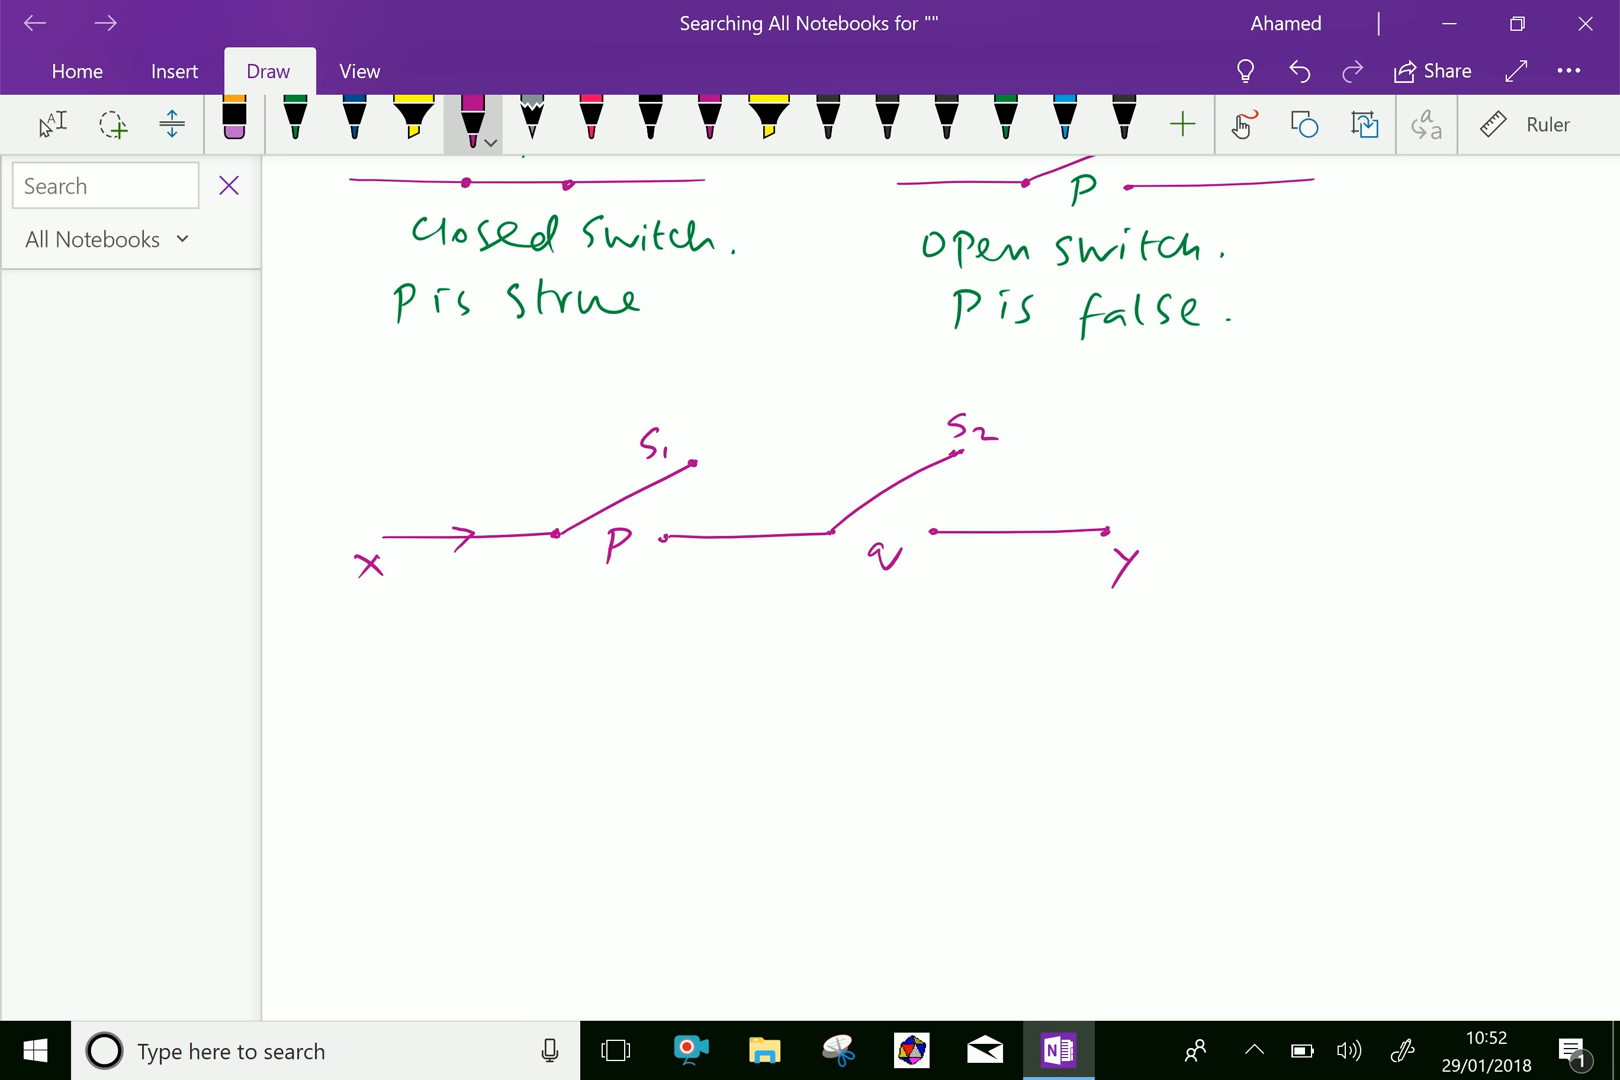 Searching All Notebooks for ""
Ahamed
Home Insert Draw View
Share
Ruler
Search
All Notebooks
P
Closed switch.
P is strue
Open switch.
P is false.
S1
S2
P
q
X
y
Type here to search
10:52
29/01/2018
1